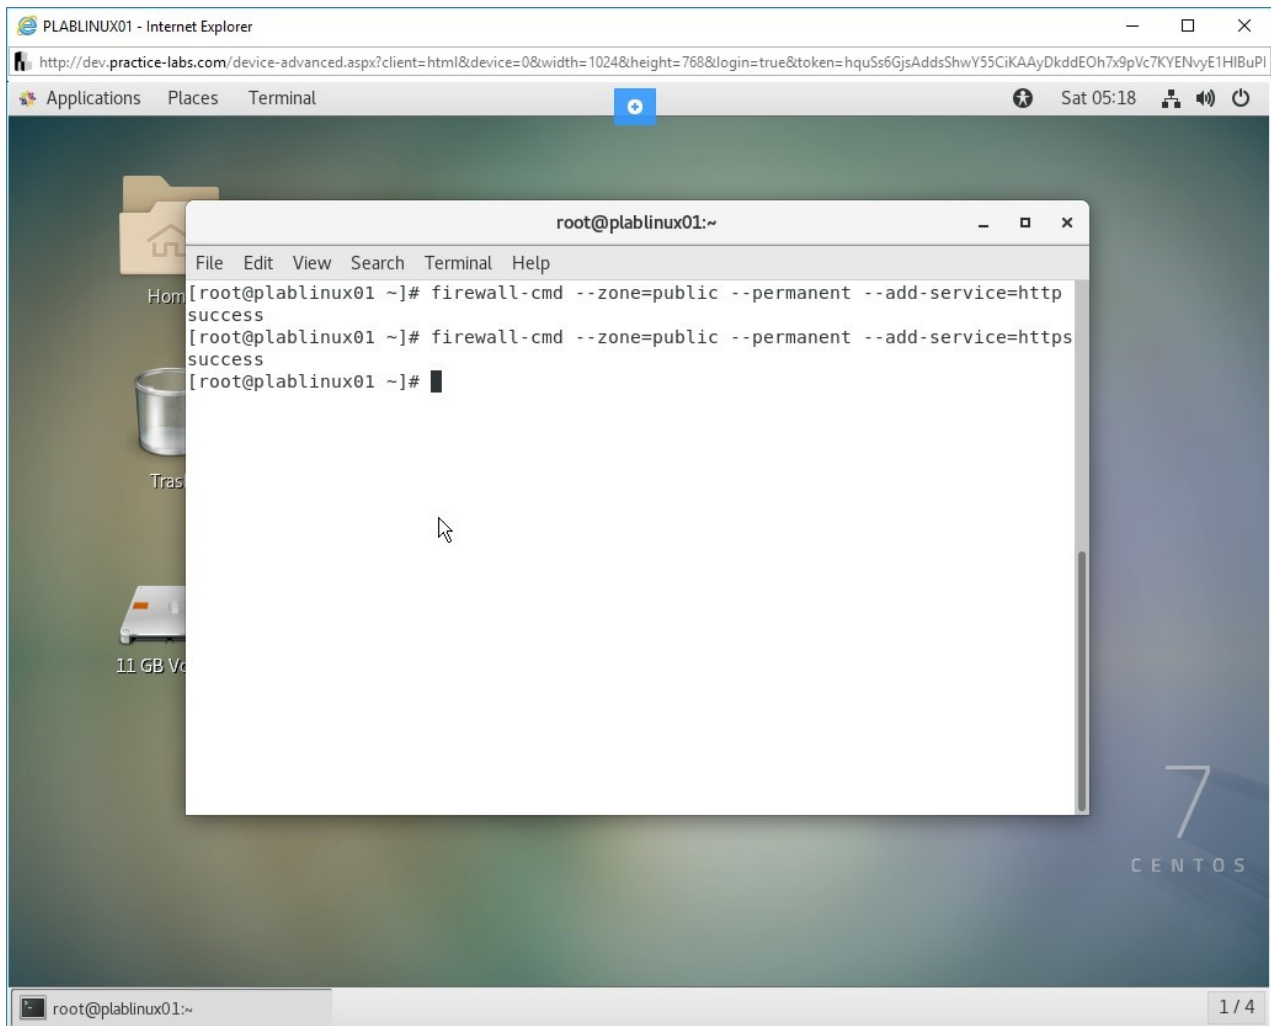 PLABLINUX01 - Internet Explorer
http://dev.practice-labs.com/device-advanced.aspx?client=html&device=0&width=1024&height=768&login=true&token=hquSs6GjsAddsShwY55CiKAAyDkddEOh7x9pVc7KYENvyE1HIBuPl
Applications Places Terminal Sat 05:18
root@plablinux01:~
File Edit View Search Terminal Help
[root@plablinux01 ~]# firewall-cmd --zone=public --permanent --add-service=http
success
[root@plablinux01 ~]# firewall-cmd --zone=public --permanent --add-service=https
success
[root@plablinux01 ~]#
Hom
Tras
11 GB Vo
7
CENTOS
root@plablinux01:~
1 / 4